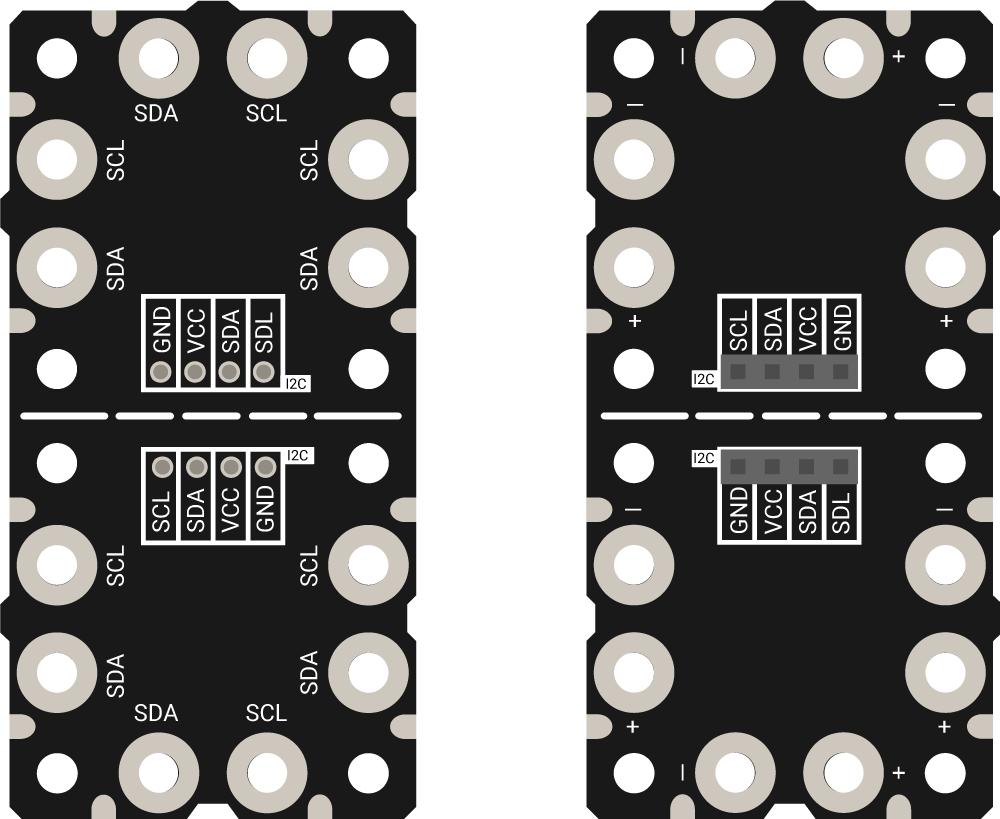 SDA SCL
SCL SCL
SDA SDA
GND VCC SDA SDL
I2C
I2C
SCL SDA VCC GND
SCL SCL
SDA SDA
SDA SCL
– +
– –
SCL SDA VCC GND
+ +
I2C
I2C
GND VCC SDA SDL
– –
+ +
– +